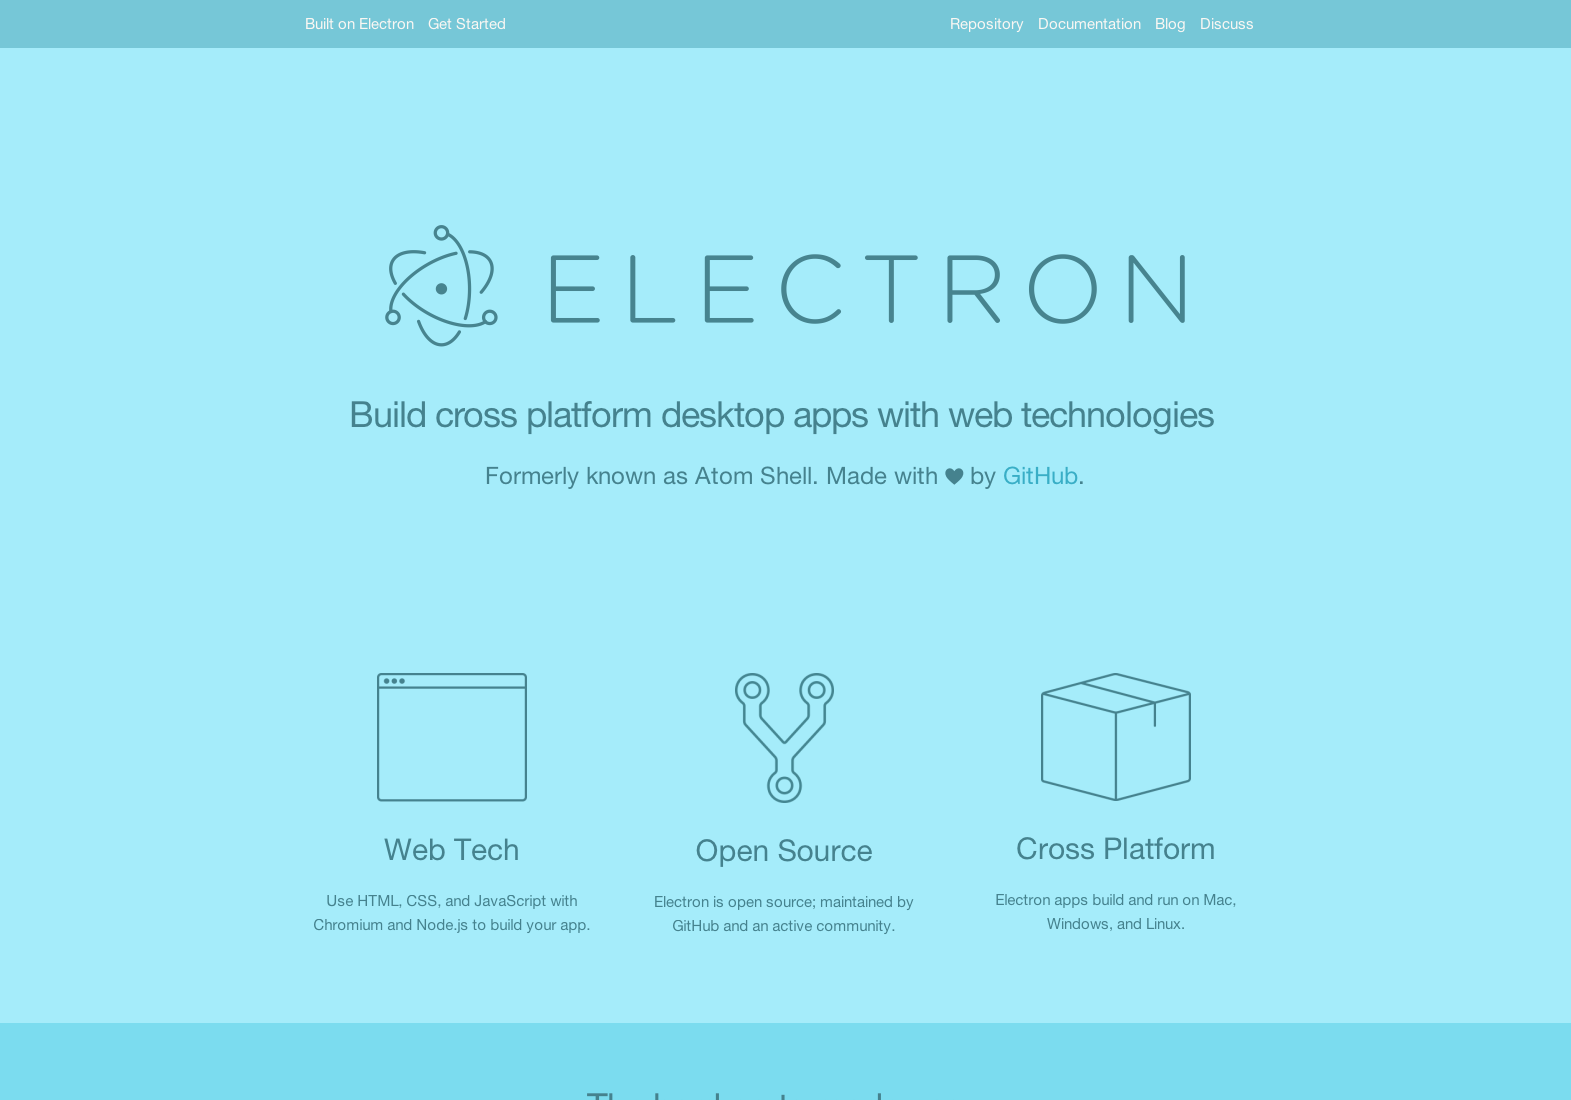 Built on Electron Get Started Repository Documentation Blog Discuss
ELECTRON
Build cross platform desktop apps with web technologies
Formerly known as Atom Shell. Made with ♥ by GitHub.
Web Tech
Use HTML, CSS, and JavaScript with
Chromium and Node.js to build your app.
Open Source
Electron is open source; maintained by
GitHub and an active community.
Cross Platform
Electron apps build and run on Mac,
Windows, and Linux.